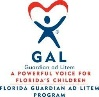 GAL
Guardian ad Litem
A POWERFUL VOICE FOR
FLORIDA'S CHILDREN
FLORIDA GUARDIAN AD LITEM
PROGRAM